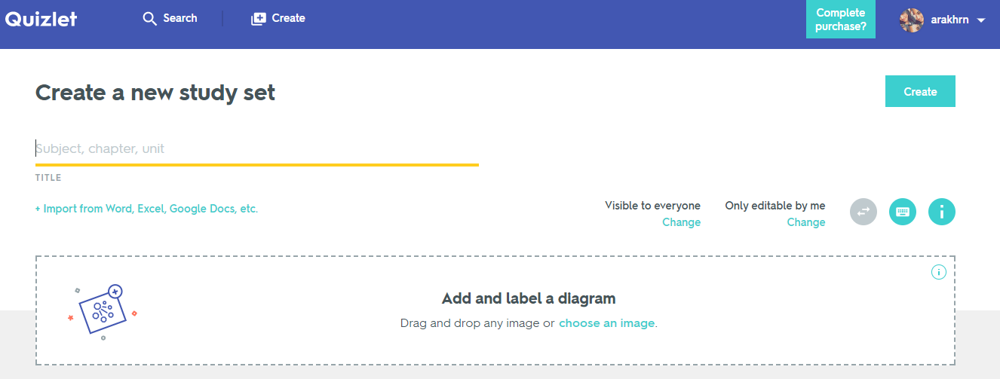 Quizlet
Search
Create
Complete
purchase?
arakhrn
Create a new study set
Create
Subject, chapter, unit
TITLE
+ Import from Word, Excel, Google Docs, etc.
Visible to everyone
Change
Only editable by me
Change
Add and label a diagram
Drag and drop any image or choose an image.